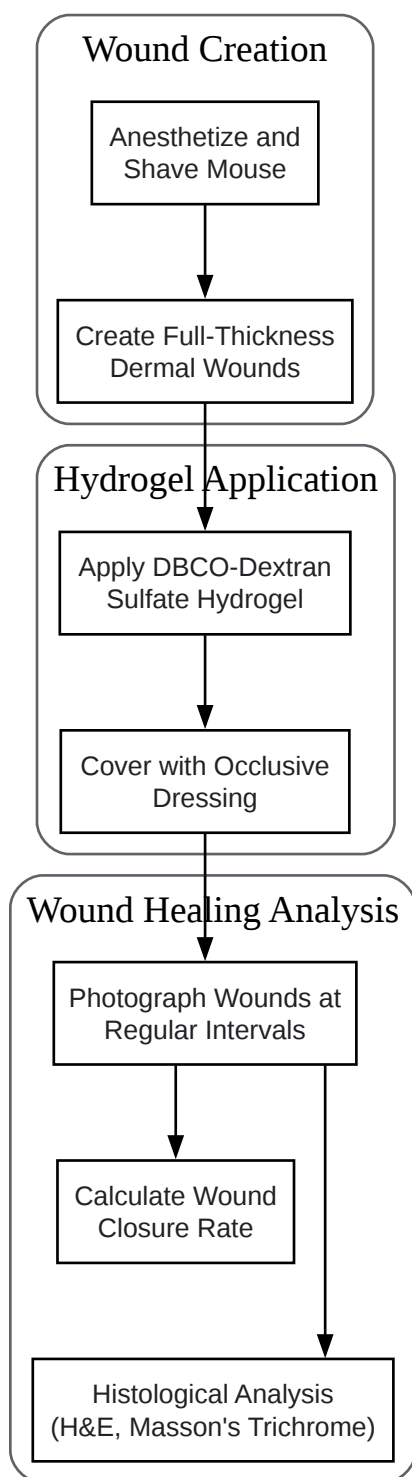 Wound Creation
Anesthetize and
Shave Mouse
Create Full-Thickness
Dermal Wounds
Hydrogel Application
Apply DBCO-Dextran
Sulfate Hydrogel
Cover with Occlusive
Dressing
Wound Healing Analysis
Photograph Wounds at
Regular Intervals
Calculate Wound
Closure Rate
Histological Analysis
(H&E, Masson's Trichrome)